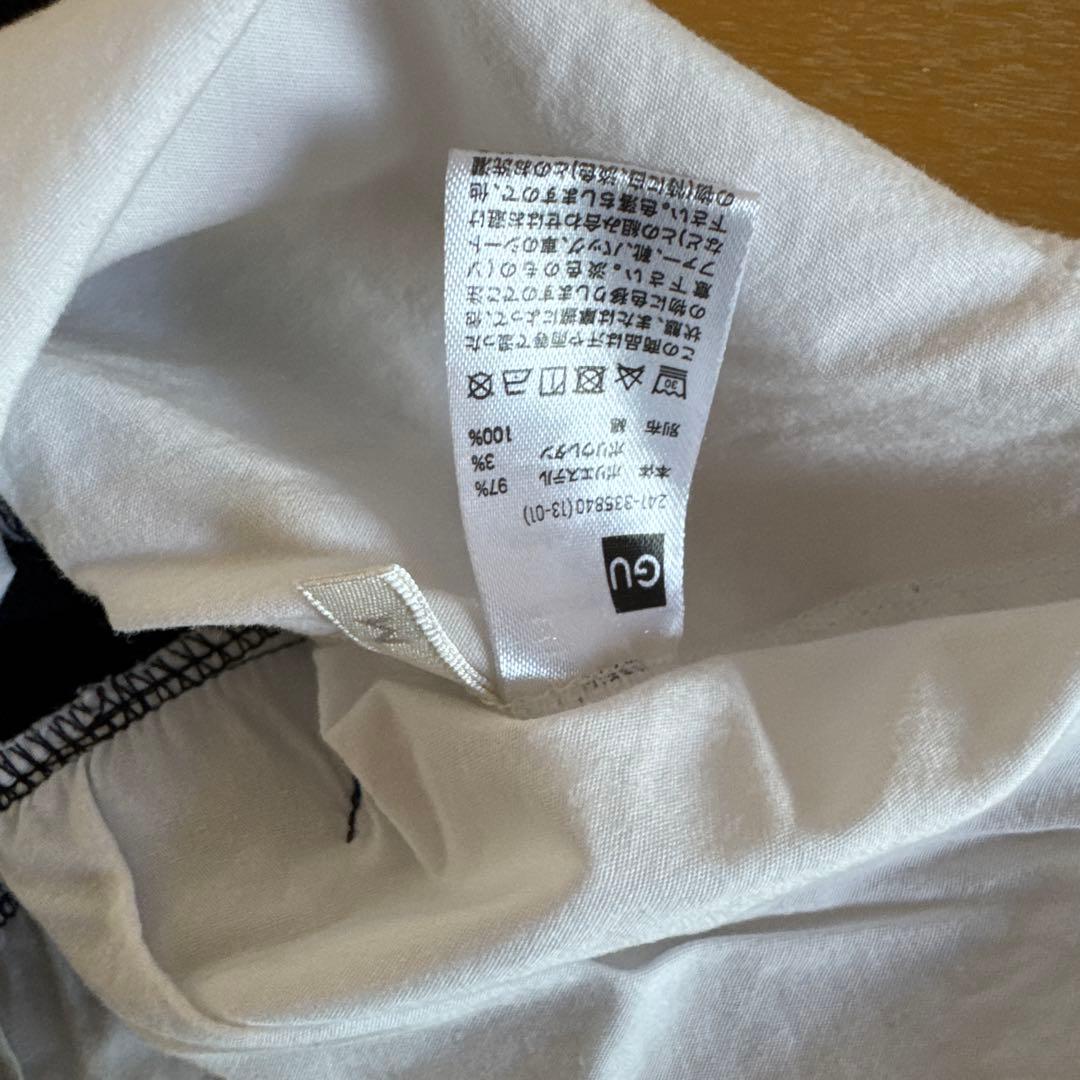 GU
241-335840(13-01)
本体 ポリエステル 97%
ポリウレタン 3%
別布 綿 100%
30
この商品は汗や雨等で湿った
状態、または摩擦によって、他
の物に色移りしますのでご注
意下さい。淡色のもの(ソ
ファー、靴、バッグ、車のシート
など)との組み合わせはお避け
下さい。色落ちしますので、他
の物(特に白、淡色)とのお洗濯
M